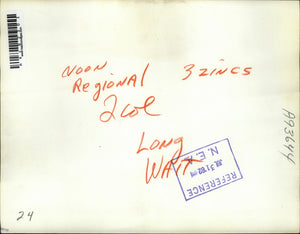 NOON
Regional 3 ZINCS
2 col
LONG
WAIT
REFERENCE
N.E.
A93644
24